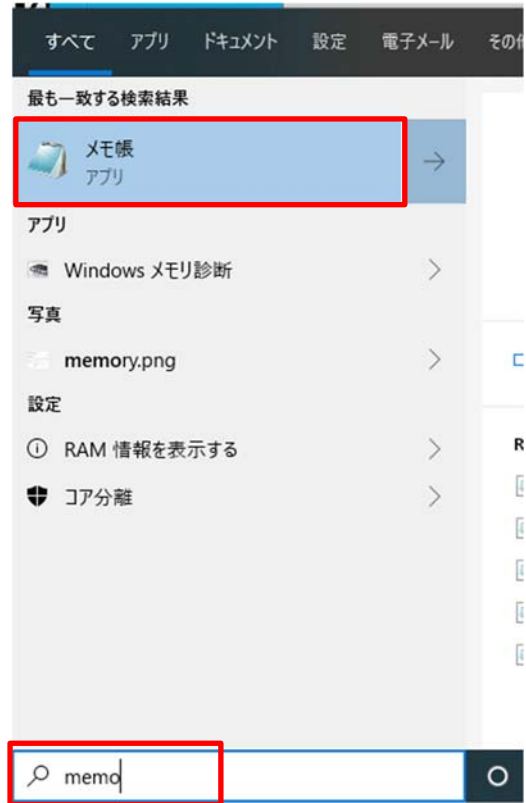 すべて アプリ ドキュメント 設定 電子メール その他
最も一致する検索結果
メモ帳
アプリ
アプリ
Windows メモリ診断
写真
memory.png
設定
RAM 情報を表示する
コア分離
R
memo